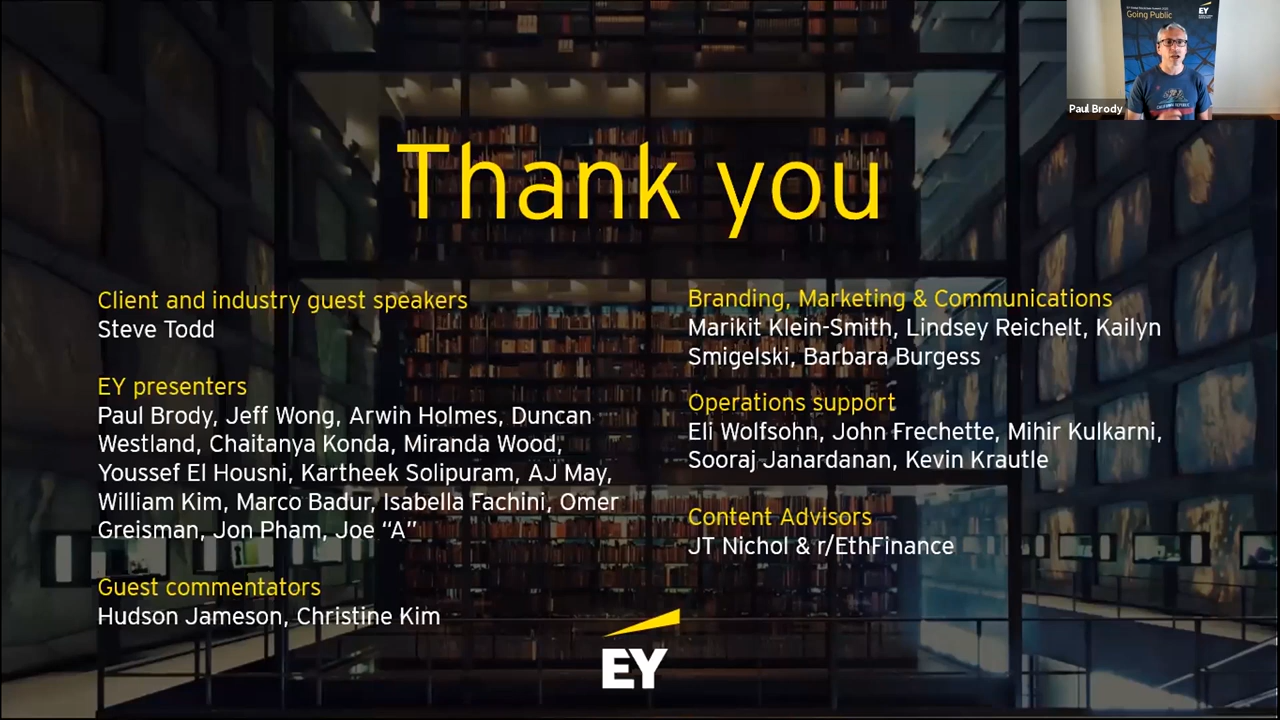 Going Public
EY
Paul Brody
Thank you
Client and industry guest speakers
Steve Todd
EY presenters
Paul Brody, Jeff Wong, Arwin Holmes, Duncan
Westland, Chaitanya Konda, Miranda Wood,
Youssef El Housni, Kartheek Solipuram, AJ May,
William Kim, Marco Badur, Isabella Fachini, Omer
Greisman, Jon Pham, Joe “A”
Guest commentators
Hudson Jameson, Christine Kim
Branding, Marketing & Communications
Marikit Klein-Smith, Lindsey Reichelt, Kailyn
Smigelski, Barbara Burgess
Operations support
Eli Wolfsohn, John Frechette, Mihir Kulkarni,
Sooraj Janardanan, Kevin Krautle
Content Advisors
JT Nichol & r/EthFinance
EY